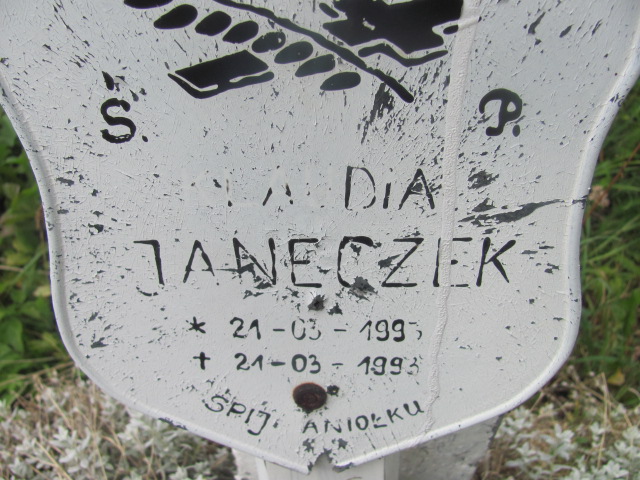 Ś. P.
JANECZEK
* 21-03-1993
+ 21-03-1993
ŚPIJ ANIOŁKU